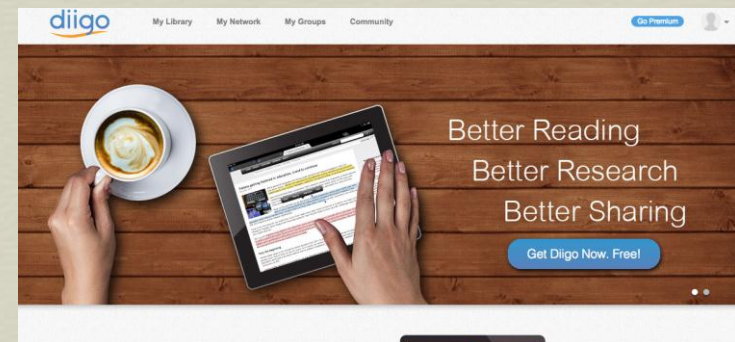 diigo
My Library My Network My Groups Community
Go Premium
Better Reading
Better Research
Better Sharing
Get Diigo Now. Free!